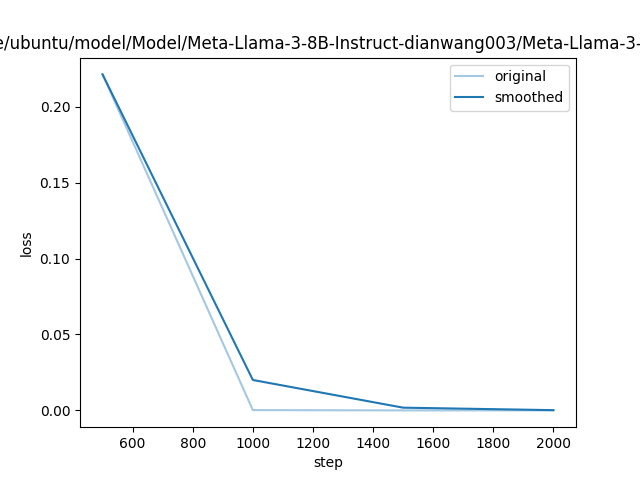 e/ubuntu/model/Model/Meta-Llama-3-8B-Instruct-dianwang003/Meta-Llama-3-
original
smoothed
0.20
0.15
0.10
0.05
0.00
loss
600 800 1000 1200 1400 1600 1800 2000
step